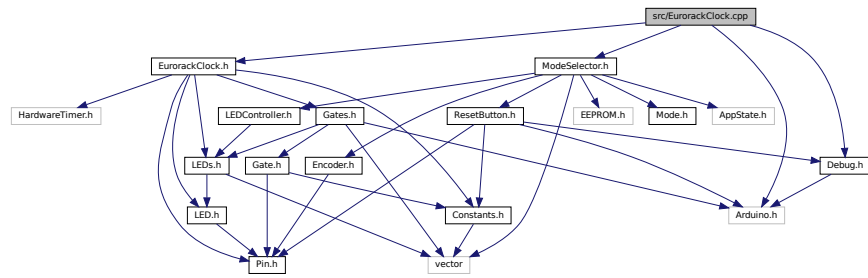 src/EurorackClock.cpp
EurorackClock.h
ModeSelector.h
HardwareTimer.h
LEDController.h
Gates.h
ResetButton.h
EEPROM.h
Mode.h
AppState.h
LEDs.h
Gate.h
Encoder.h
Debug.h
LED.h
Constants.h
Arduino.h
Pin.h
vector